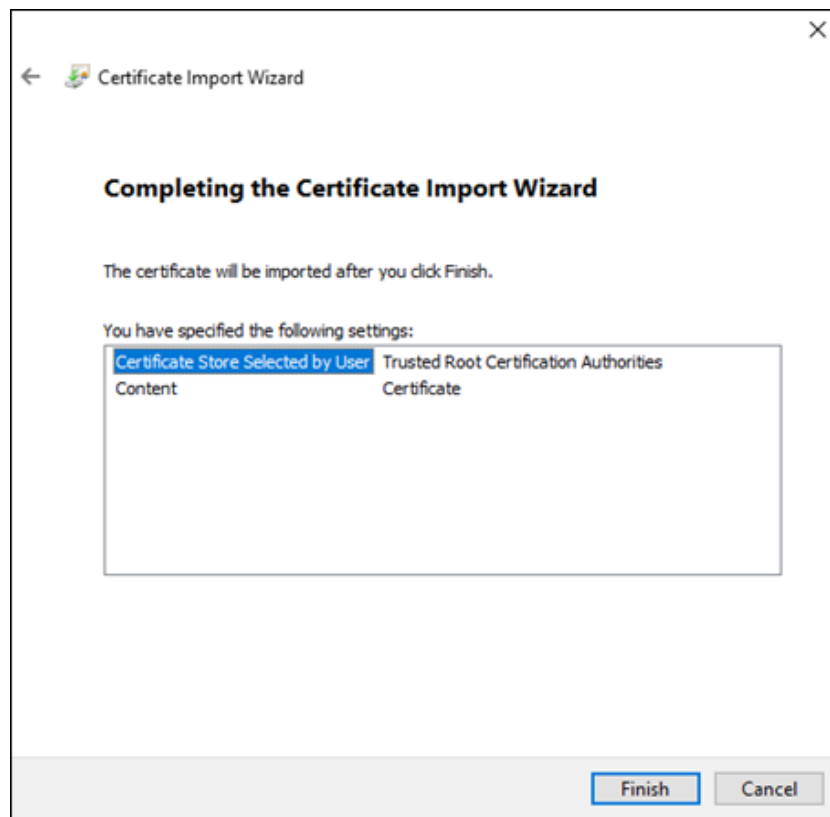 Certificate Import Wizard
Completing the Certificate Import Wizard
The certificate will be imported after you click Finish.
You have specified the following settings:
Certificate Store Selected by User Trusted Root Certification Authorities
Content Certificate
Finish Cancel